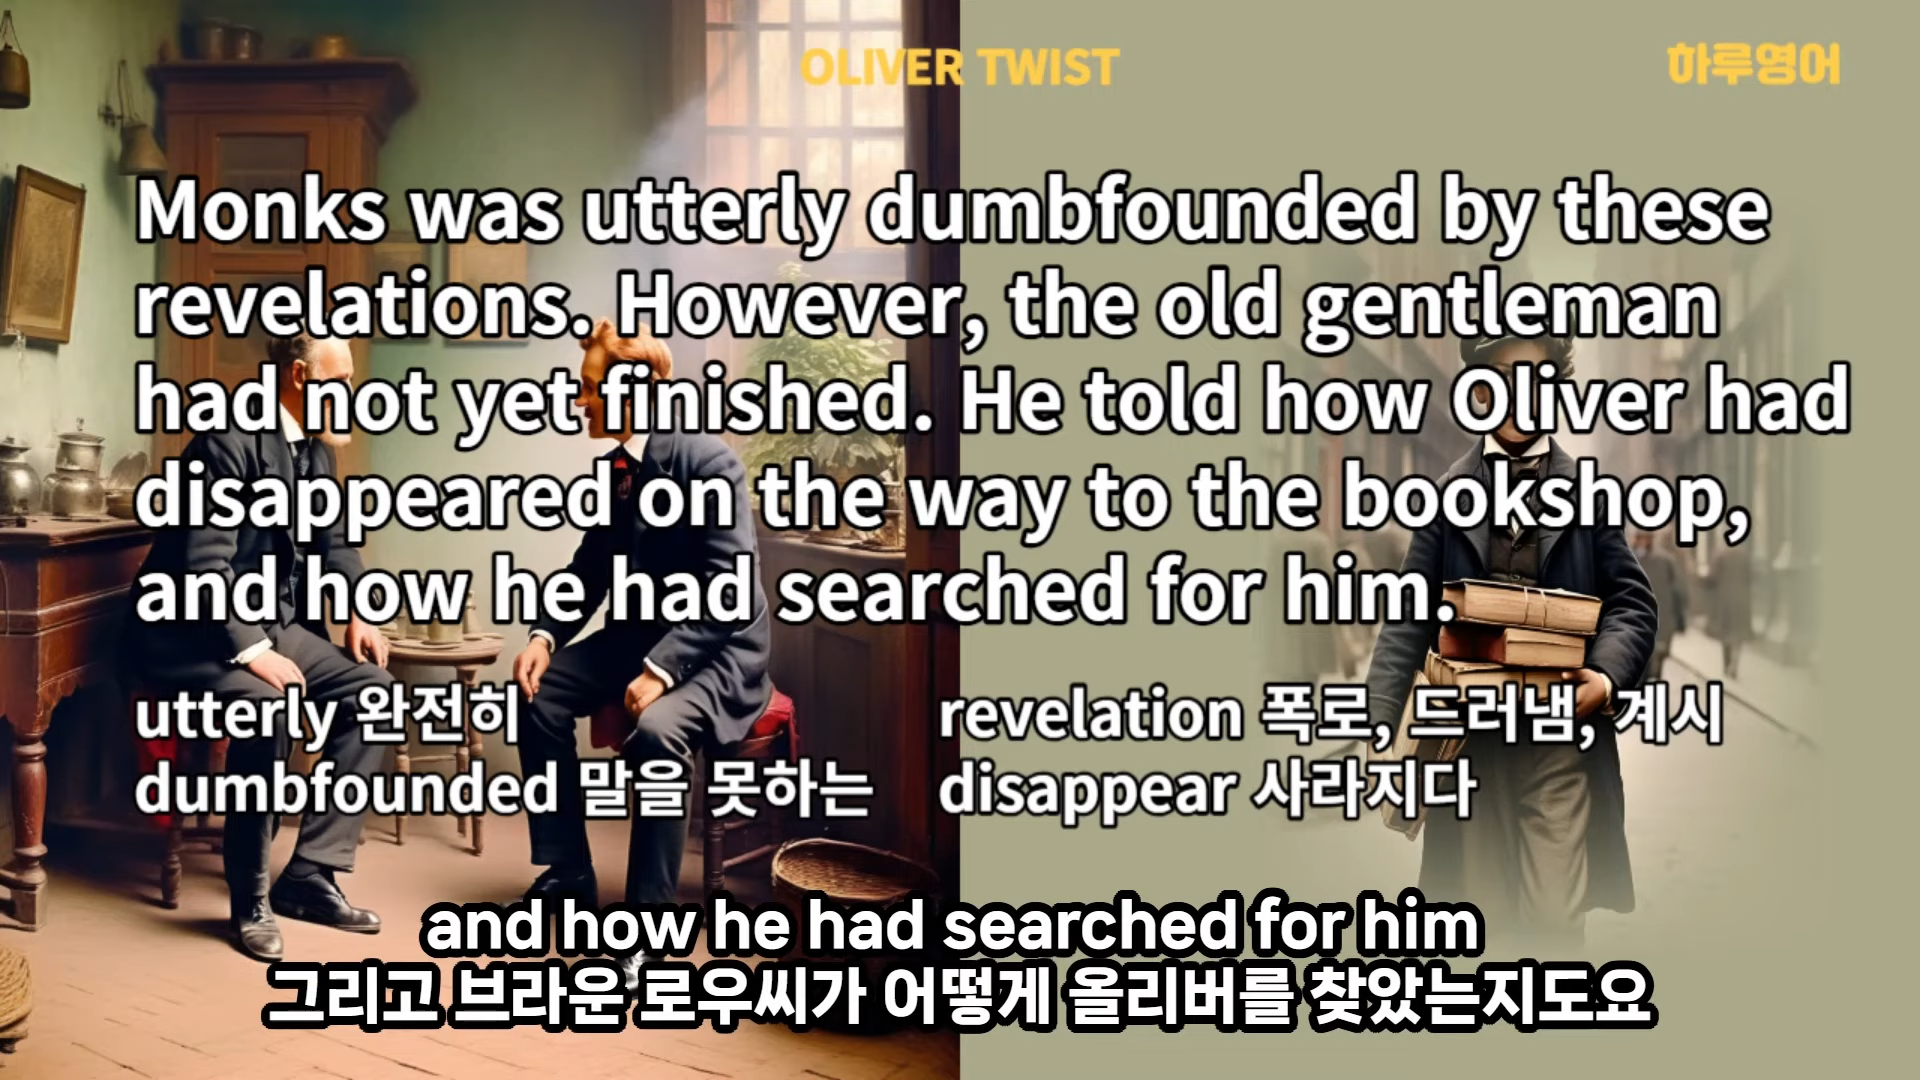 OLIVER TWIST
하루영어
Monks was utterly dumbfounded by these
revelations. However, the old gentleman
had not yet finished. He told how Oliver had
disappeared on the way to the bookshop,
and how he had searched for him.
utterly 완전히
revelation 폭로, 드러냄, 계시
dumbfounded 말을 못하는
disappear 사라지다
and how he had searched for him
그리고 브라운 로우씨가 어떻게 올리버를 찾았는지도요